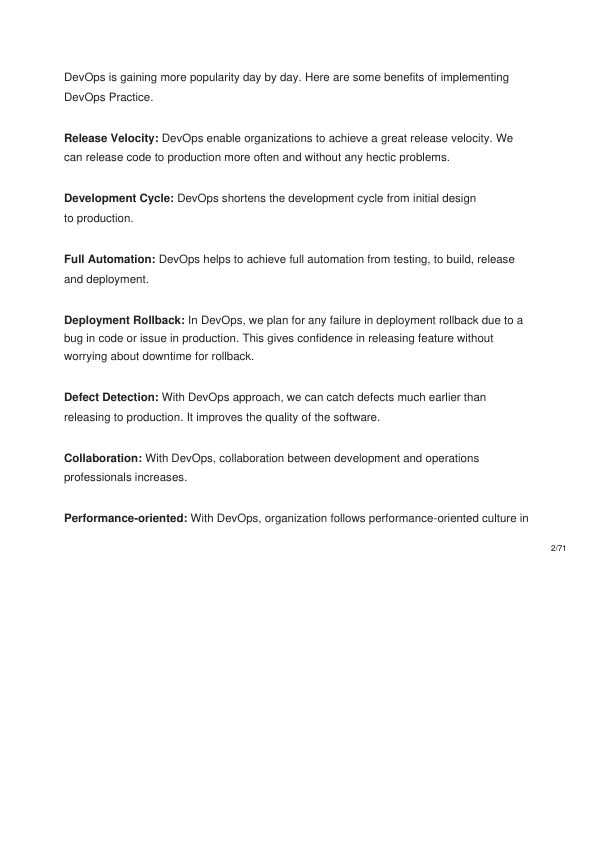 DevOps is gaining more popularity day by day. Here are some benefits of implementing
DevOps Practice.
Release Velocity: DevOps enable organizations to achieve a great release velocity. We
can release code to production more often and without any hectic problems.
Development Cycle: DevOps shortens the development cycle from initial design
to production.
Full Automation: DevOps helps to achieve full automation from testing, to build, release
and deployment.
Deployment Rollback: In DevOps, we plan for any failure in deployment rollback due to a
bug in code or issue in production. This gives confidence in releasing feature without
worrying about downtime for rollback.
Defect Detection: With DevOps approach, we can catch defects much earlier than
releasing to production. It improves the quality of the software.
Collaboration: With DevOps, collaboration between development and operations
professionals increases.
Performance-oriented: With DevOps, organization follows performance-oriented culture in
2/71